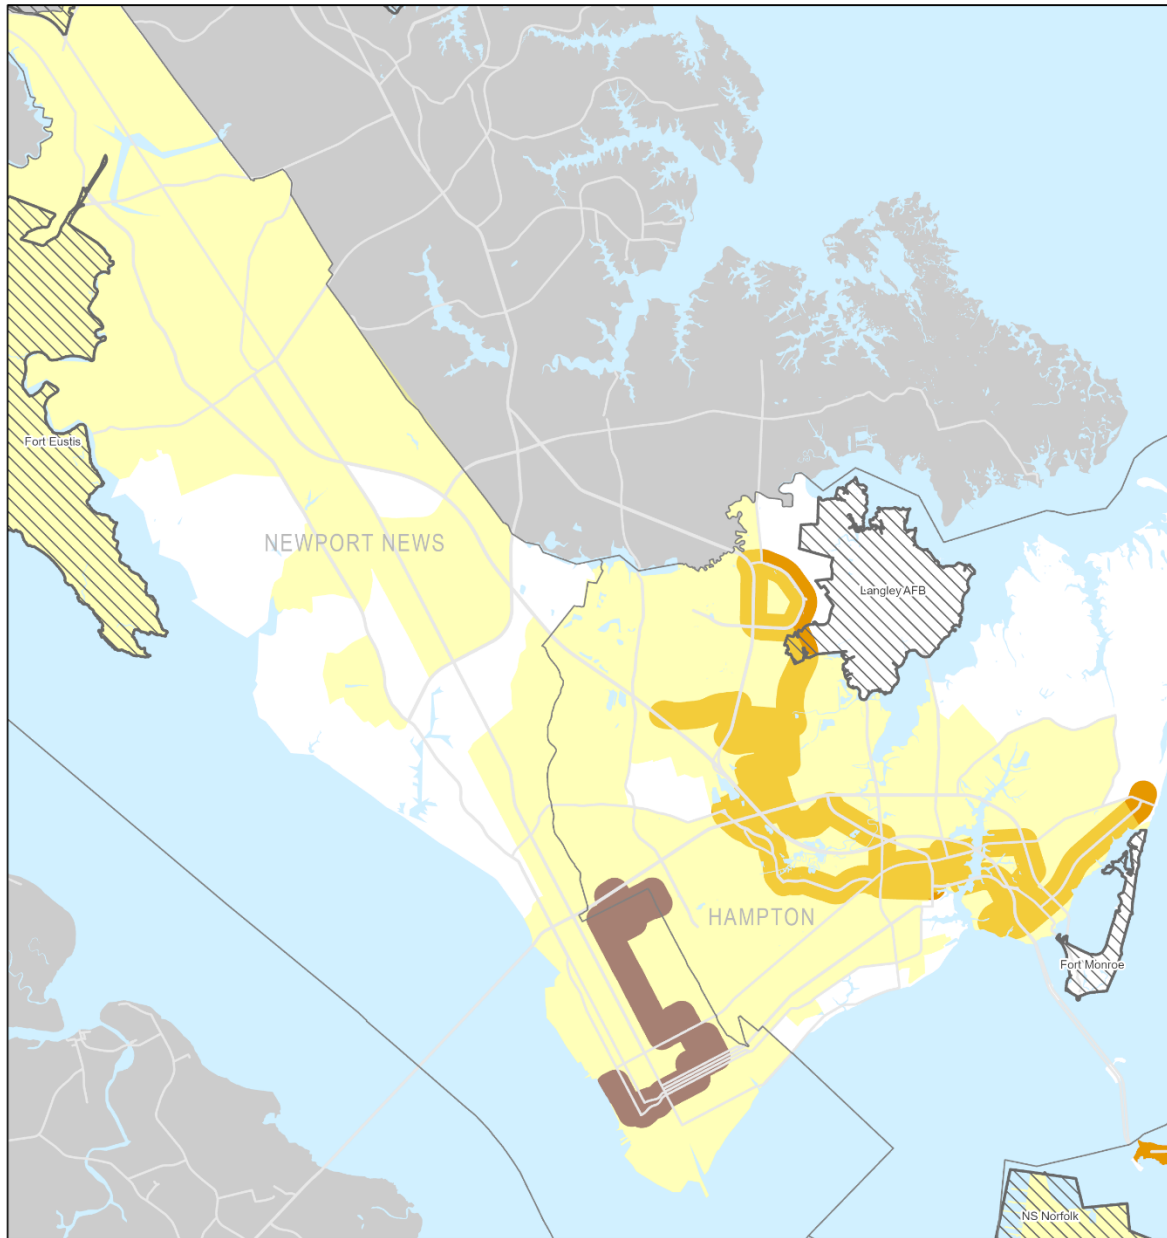 Fort Eustis
NEWPORT NEWS
Langley AFB
HAMPTON
Fort Monroe
NS Norfolk